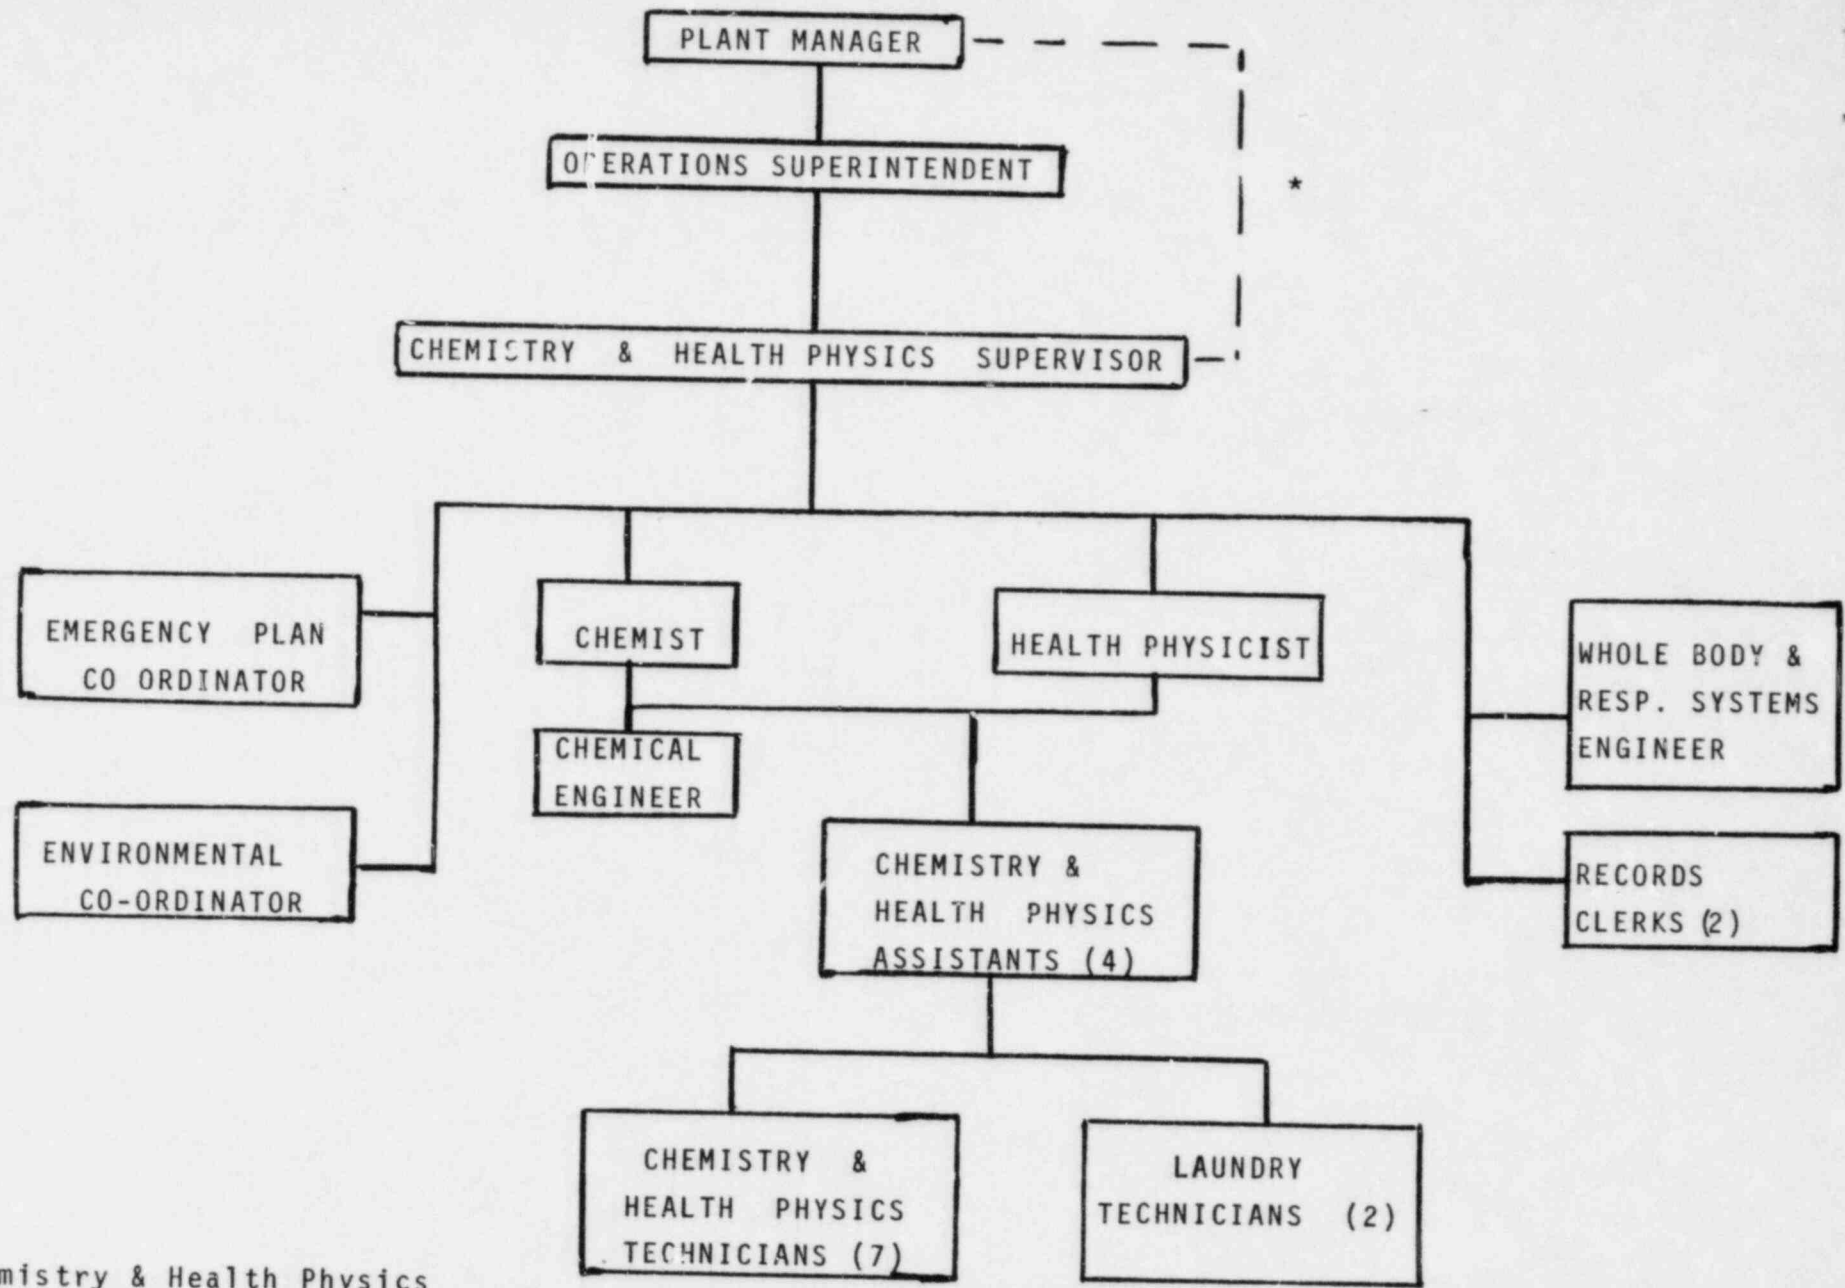 PLANT MANAGER
OPERATIONS SUPERINTENDENT
*
CHEMISTRY & HEALTH PHYSICS SUPERVISOR
EMERGENCY PLAN
CO ORDINATOR
CHEMIST
HEALTH PHYSICIST
WHOLE BODY &
RESP. SYSTEMS
ENGINEER
CHEMICAL
ENGINEER
ENVIRONMENTAL
CO-ORDINATOR
CHEMISTRY &
HEALTH PHYSICS
ASSISTANTS (4)
RECORDS
CLERKS (2)
CHEMISTRY &
HEALTH PHYSICS
TECHNICIANS (7)
LAUNDRY
TECHNICIANS (2)
mistry & Health Physics